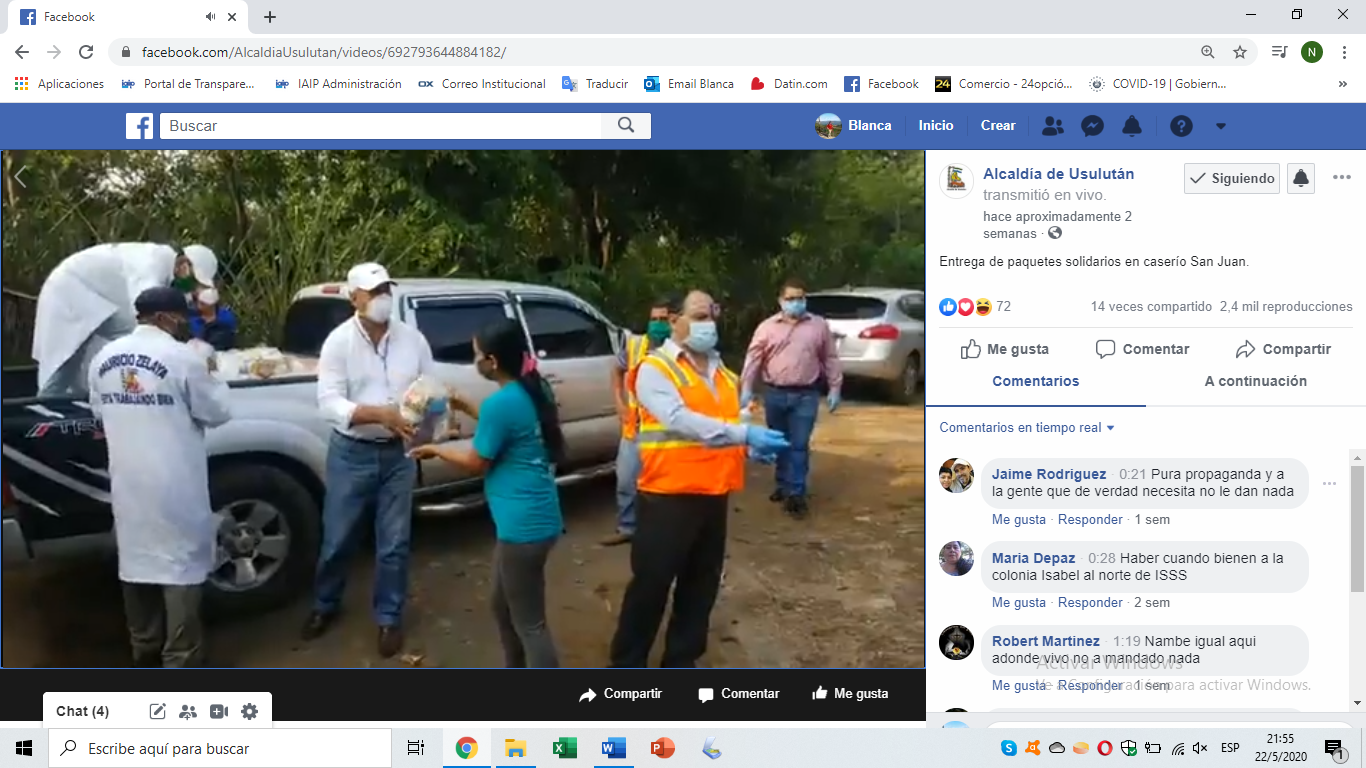 Facebook
facebook.com/AlcaldiaUsulutan/videos/692793644884182/
N
Aplicaciones
Portal de Transpare...
IAIP Administración
Correo Institucional
Traducir
Email Blanca
Datin.com
Facebook
24
Comercio - 24opció...
COVID-19 | Gobiern...
Buscar
Blanca
Inicio
Crear
MAURICIO ZELAYA
ESTA TRABAJANDO BIEN
Alcaldía de Usulután
transmitió en vivo.
hace aproximadamente 2
semanas ·
Siguiendo
Entrega de paquetes solidarios en caserío San Juan.
72
14 veces compartido 2,4 mil reproducciones
Me gusta
Comentar
Compartir
Comentarios
A continuación
Comentarios en tiempo real
Jaime Rodriguez · 0:21 Pura propaganda y a
la gente que de verdad necesita no le dan nada
Me gusta · Responder · 1 sem
Maria Depaz · 0:28 Haber cuando bienen a la
colonia Isabel al norte de ISSS
Me gusta · Responder · 2 sem
Robert Martinez · 1:19 Nambe igual aqui
adonde vivo no a mandado nada
Me gusta · Responder · 1 sem
Activar Windows
Ve a Configuración para activar Windows.
Compartir
Comentar
Me gusta
Chat (4)
Escribe aquí para buscar
ESP
21:55
22/5/2020
1